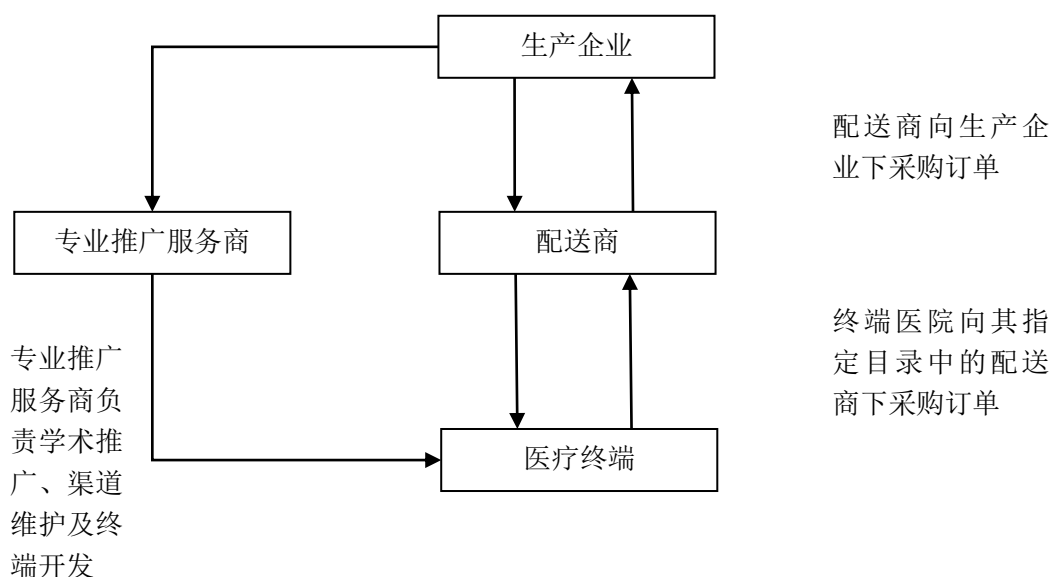 生产企业
配送商向生产企
业下采购订单
专业推广服务商
配送商
终端医院向其指
定目录中的配送
商下采购订单
专业推广
服务商负
责学术推
广、渠道
维护及终
端开发
医疗终端